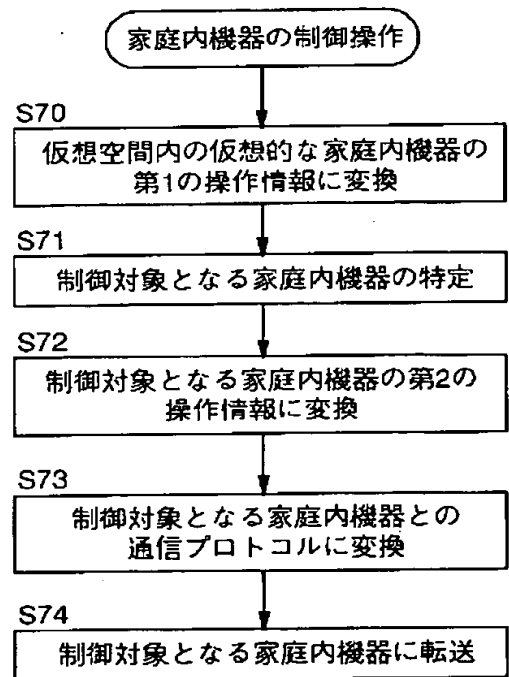 家庭内機器の制御操作
S70
仮想空間内の仮想的な家庭内機器の
第1の操作情報に変換
S71
制御対象となる家庭内機器の特定
S72
制御対象となる家庭内機器の第2の
操作情報に変換
S73
制御対象となる家庭内機器との
通信プロトコルに変換
S74
制御対象となる家庭内機器に転送